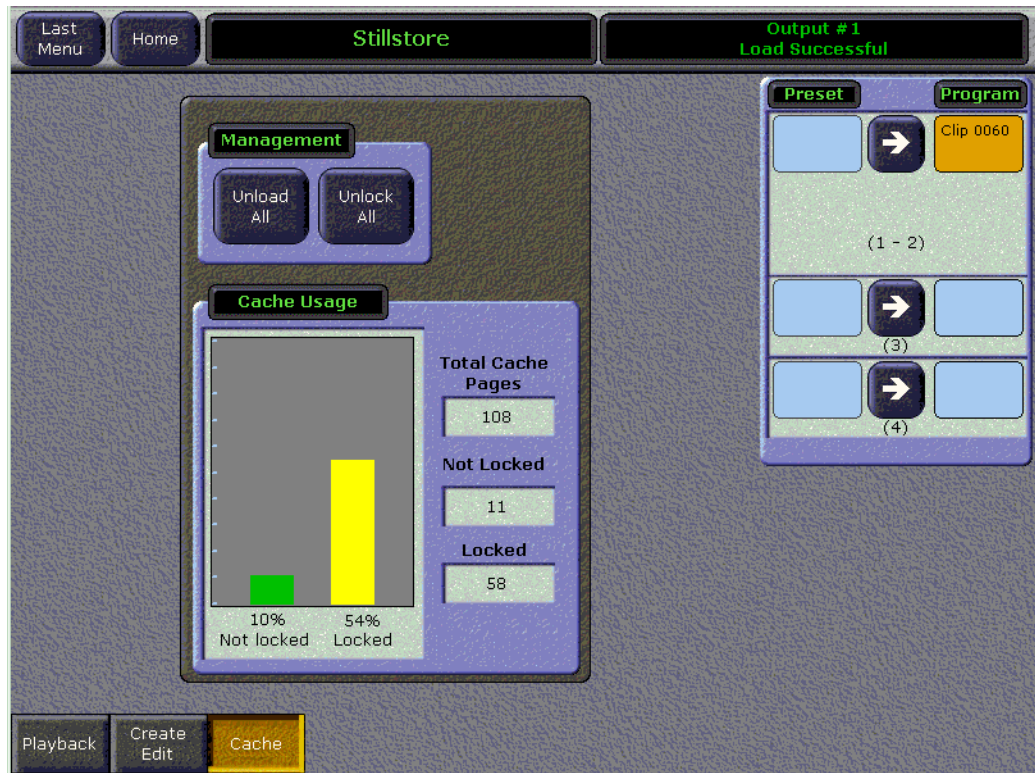 Last
Menu
Home
Stillstore
Output #1
Load Successful
Preset
Program
Clip 0060
(1 - 2)
(3)
(4)
Management
Unload
All
Unlock
All
Cache Usage
10%
Not locked
54%
Locked
Total Cache
Pages
108
Not Locked
11
Locked
58
Playback
Create
Edit
Cache